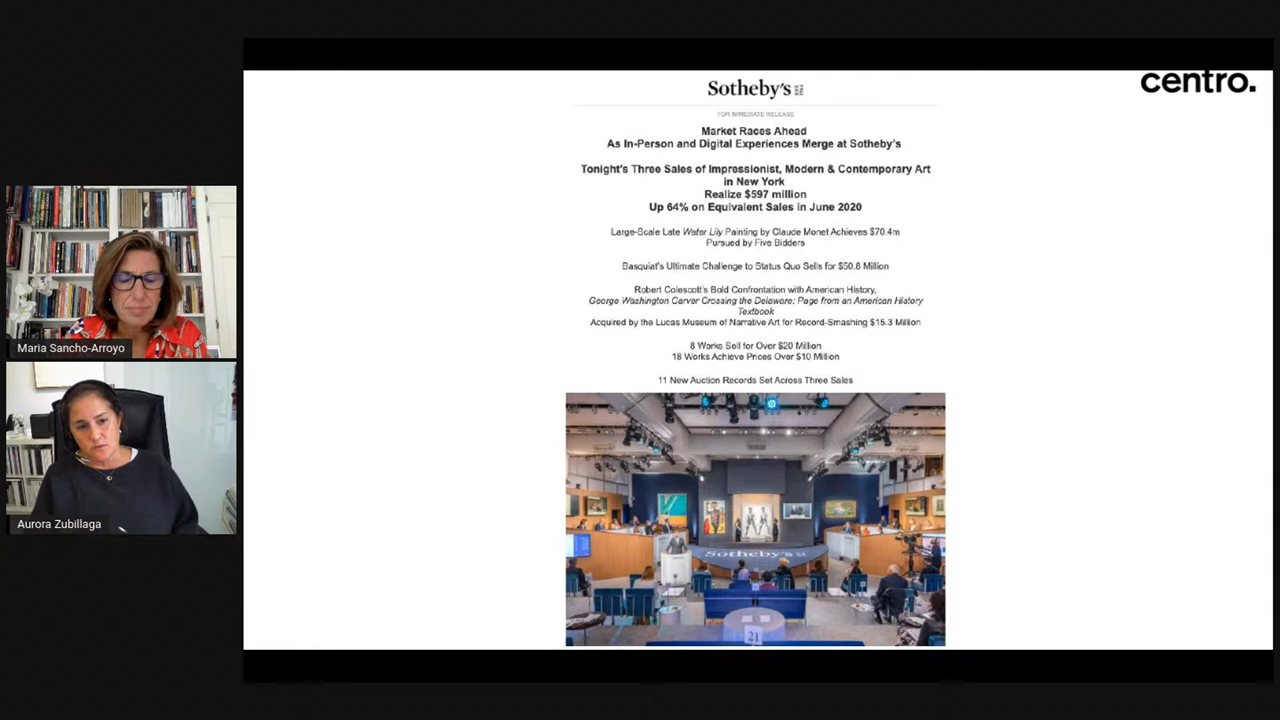 centro.
Sotheby's EST. 1744
FOR IMMEDIATE RELEASE
Market Races Ahead
As In-Person and Digital Experiences Merge at Sotheby's
Tonight's Three Sales of Impressionist, Modern & Contemporary Art
in New York
Realize $597 million
Up 64% on Equivalent Sales in June 2020
Large-Scale Late Water Lily Painting by Claude Monet Achieves $70.4m
Pursued by Five Bidders
Basquiat's Ultimate Challenge to Status Quo Sells for $50.8 Million
Robert Colescott's Bold Confrontation with American History,
George Washington Carver Crossing the Delaware: Page from an American History
Textbook
Acquired by the Lucas Museum of Narrative Art for Record-Smashing $15.3 Million
8 Works Sell for Over $20 Million
18 Works Achieve Prices Over $10 Million
11 New Auction Records Set Across Three Sales
Sotheby's
21
Maria Sancho-Arroyo
Aurora Zubillaga